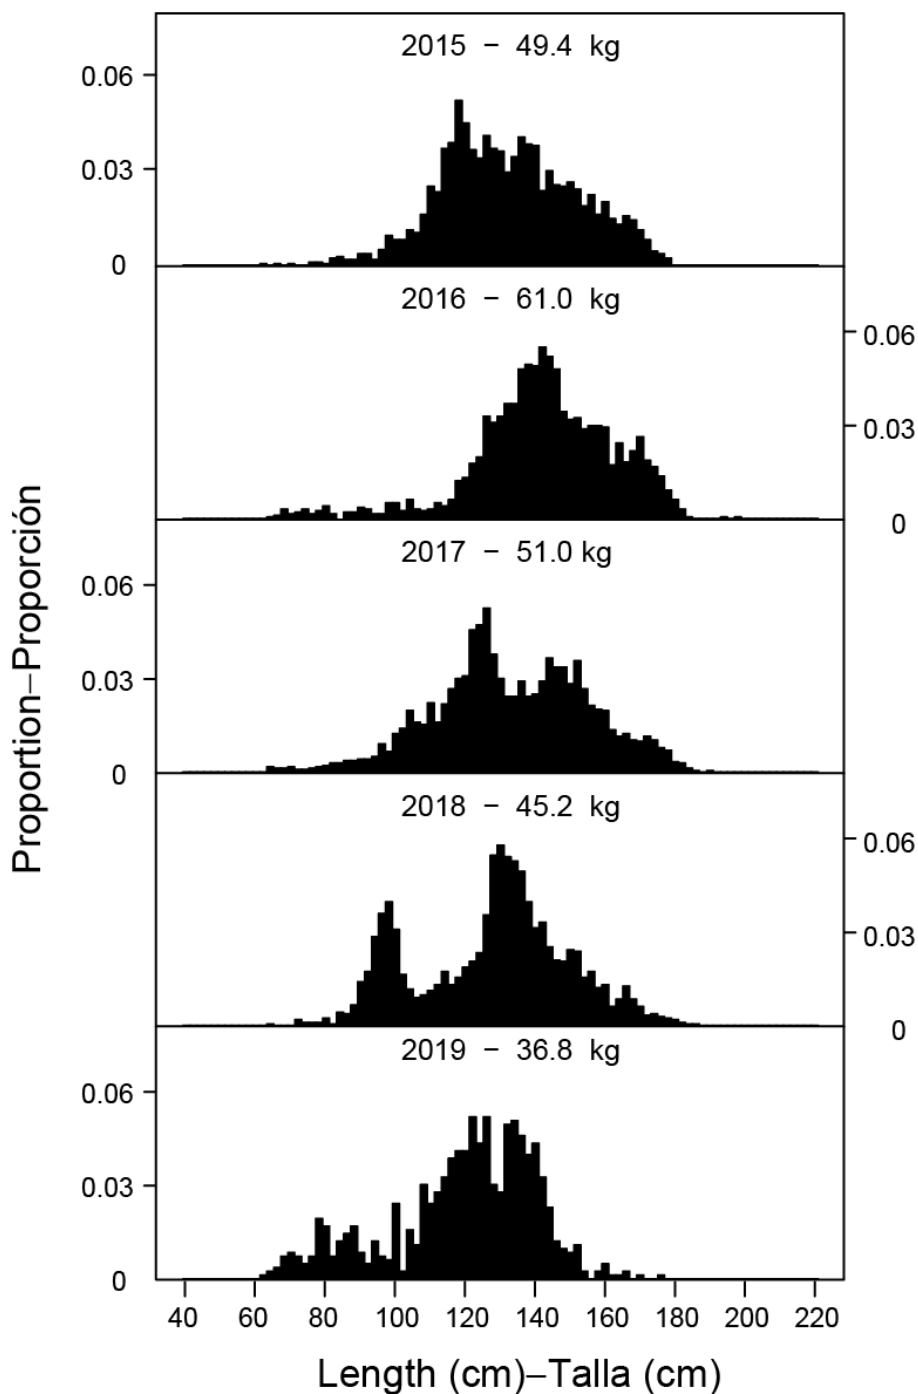 2015 – 49.4 kg
0.06
0.03
0
2016 – 61.0 kg
0.06
0.03
0
2017 – 51.0 kg
0.06
0.03
0
2018 – 45.2 kg
0.06
0.03
0
2019 – 36.8 kg
0.06
0.03
0
Proportion–Proporción
40 60 80 100 120 140 160 180 200 220
Length (cm)–Talla (cm)